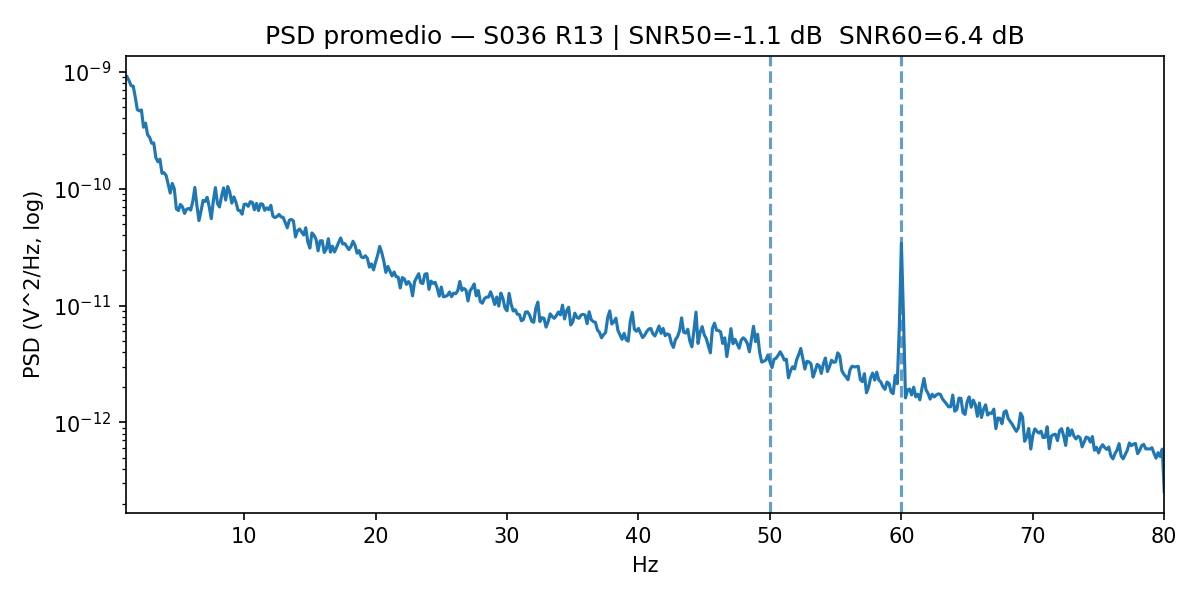 PSD promedio — S036 R13 | SNR50=-1.1 dB  SNR60=6.4 dB
PSD (V^2/Hz, log)
10⁻⁹
10⁻¹⁰
10⁻¹¹
10⁻¹²
10 20 30 40 50 60 70 80
Hz